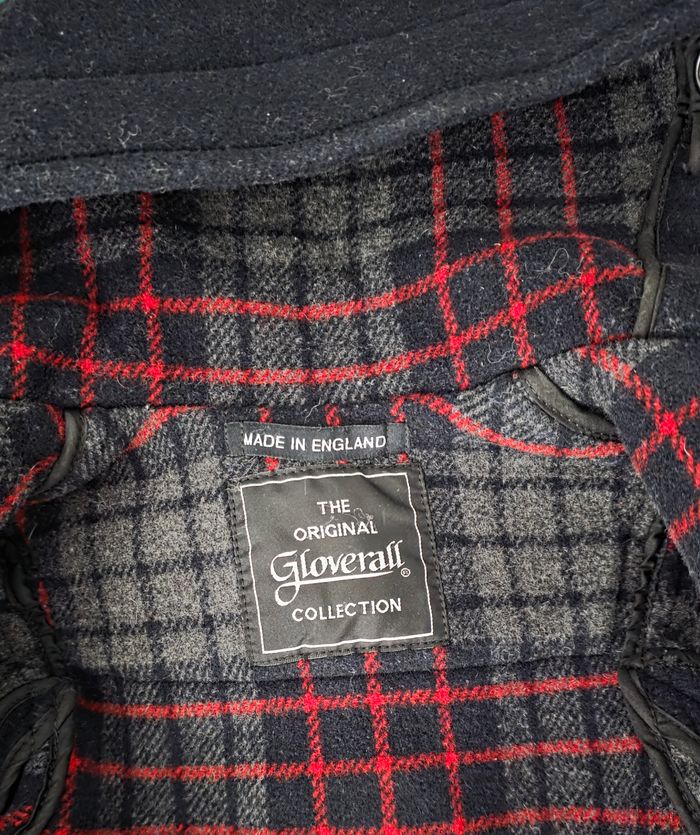 MADE IN ENGLAND
THE
ORIGINAL
Gloverall®
COLLECTION